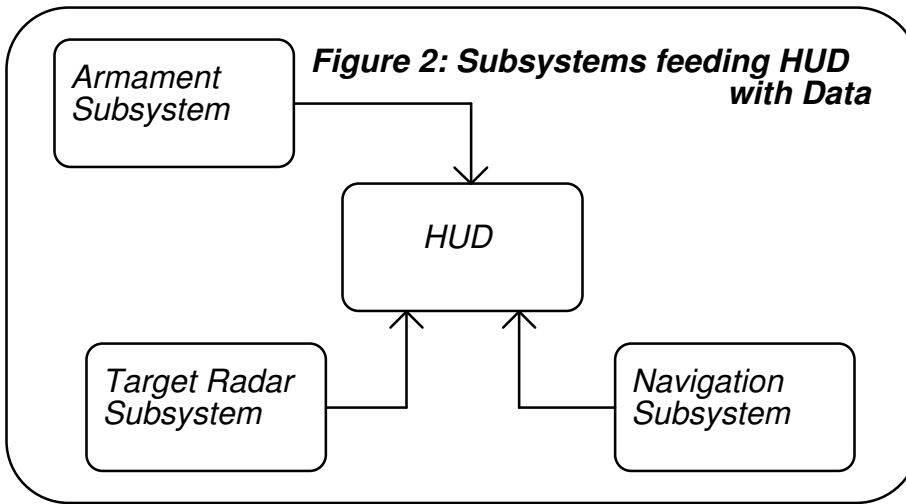 Armament
Subsystem
Figure 2: Subsystems feeding HUD
with Data
HUD
Target Radar
Subsystem
Navigation
Subsystem